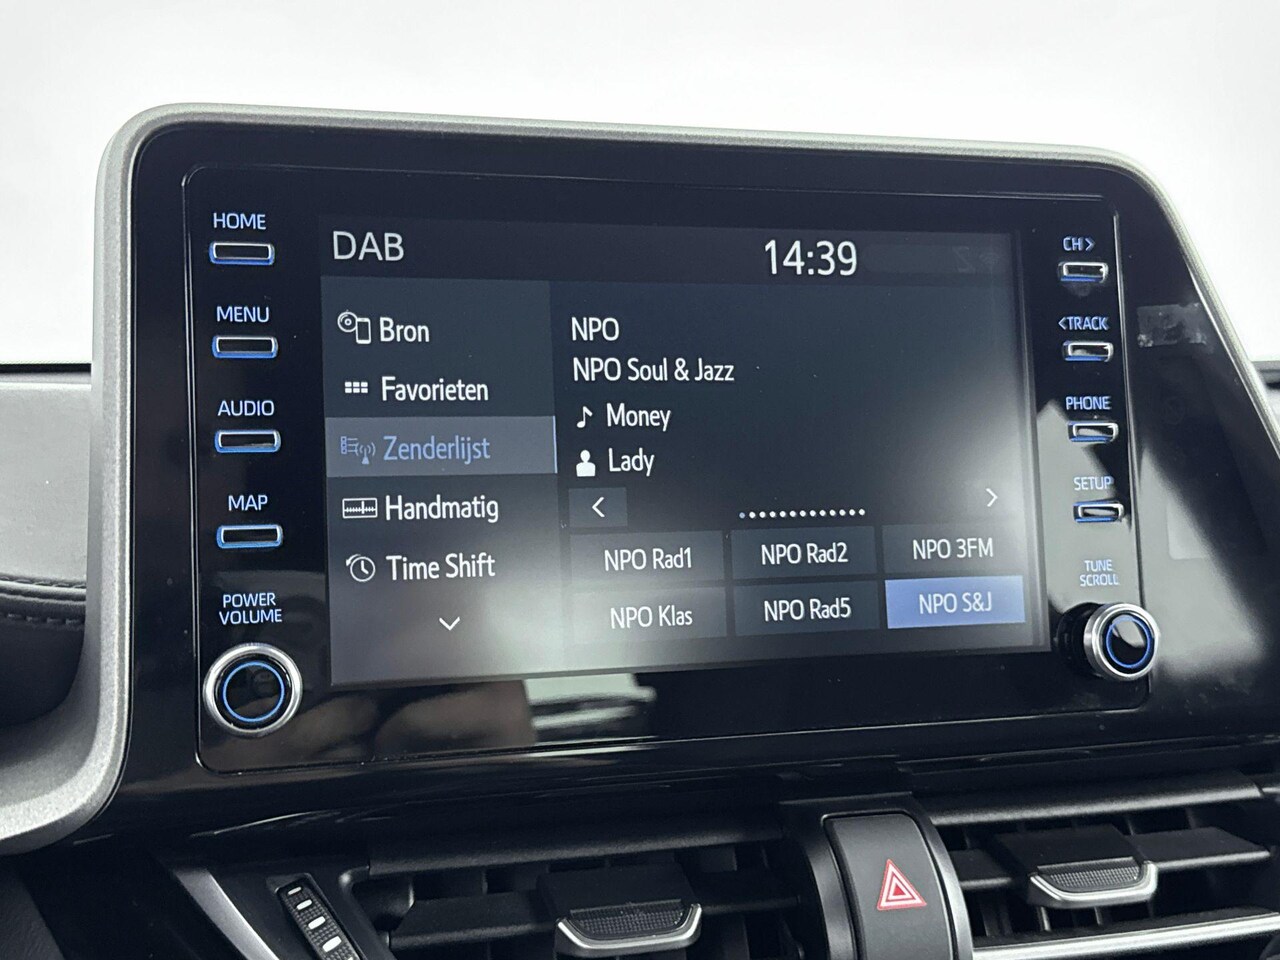 HOME
MENU
AUDIO
MAP
POWER
VOLUME
DAB
14:39
Bron
Favorieten
Zenderlijst
Handmatig
Time Shift
NPO
NPO Soul & Jazz
Money
Lady
NPO Rad1
NPO Rad2
NPO 3FM
NPO Klas
NPO Rad5
NPO S&J
CH>
<TRACK
PHONE
SETUP
TUNE
SCROLL